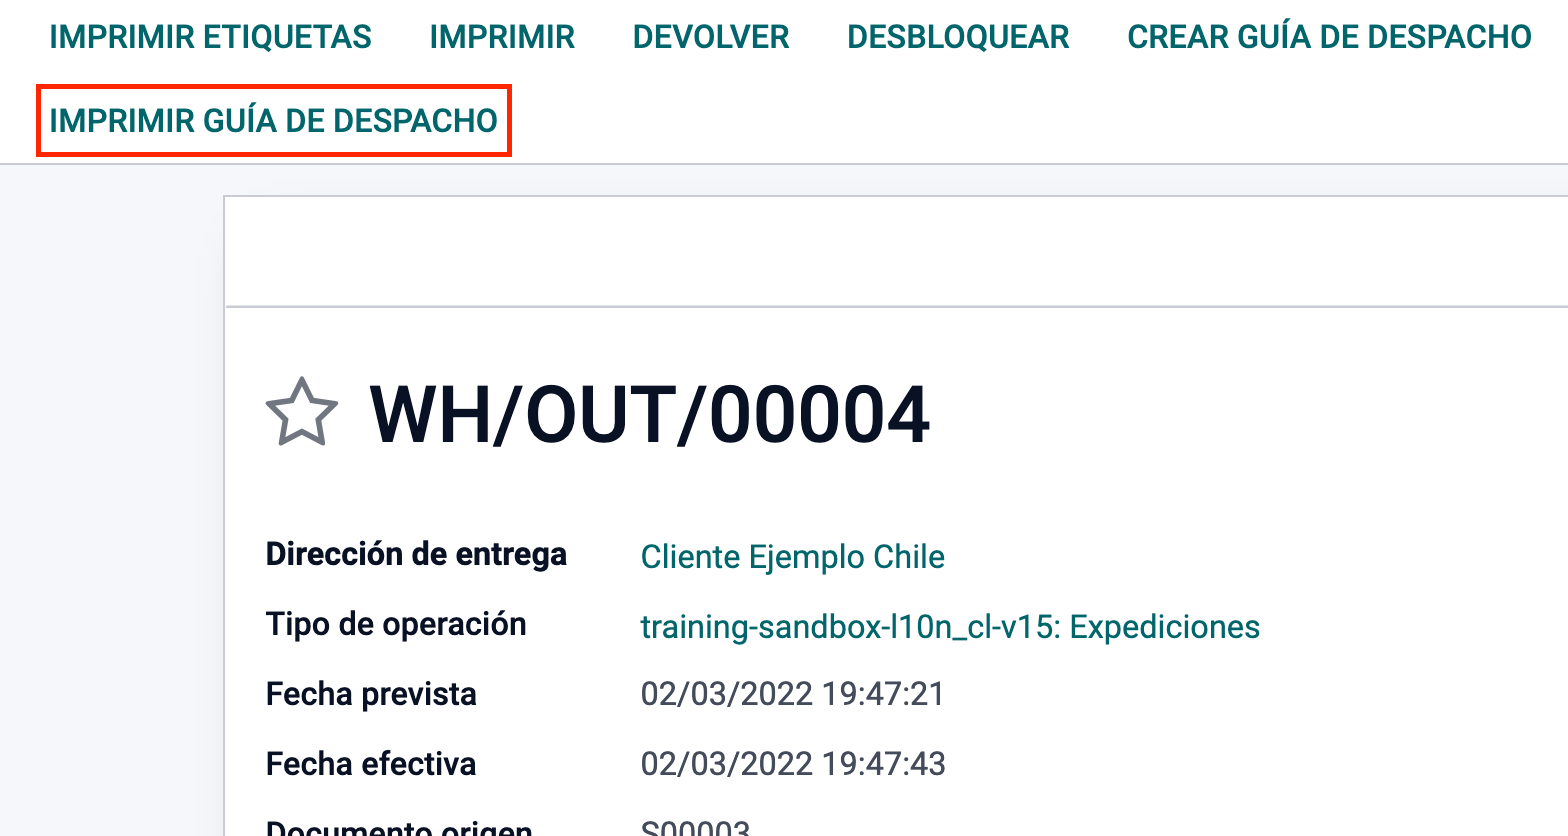 IMPRIMIR ETIQUETAS IMPRIMIR DEVOLVER DESBLOQUEAR CREAR GUÍA DE DESPACHO
IMPRIMIR GUÍA DE DESPACHO
WH/OUT/00004
Dirección de entrega Cliente Ejemplo Chile
Tipo de operación training-sandbox-l10n_cl-v15: Expediciones
Fecha prevista 02/03/2022 19:47:21
Fecha efectiva 02/03/2022 19:47:43
Documento origen S00003